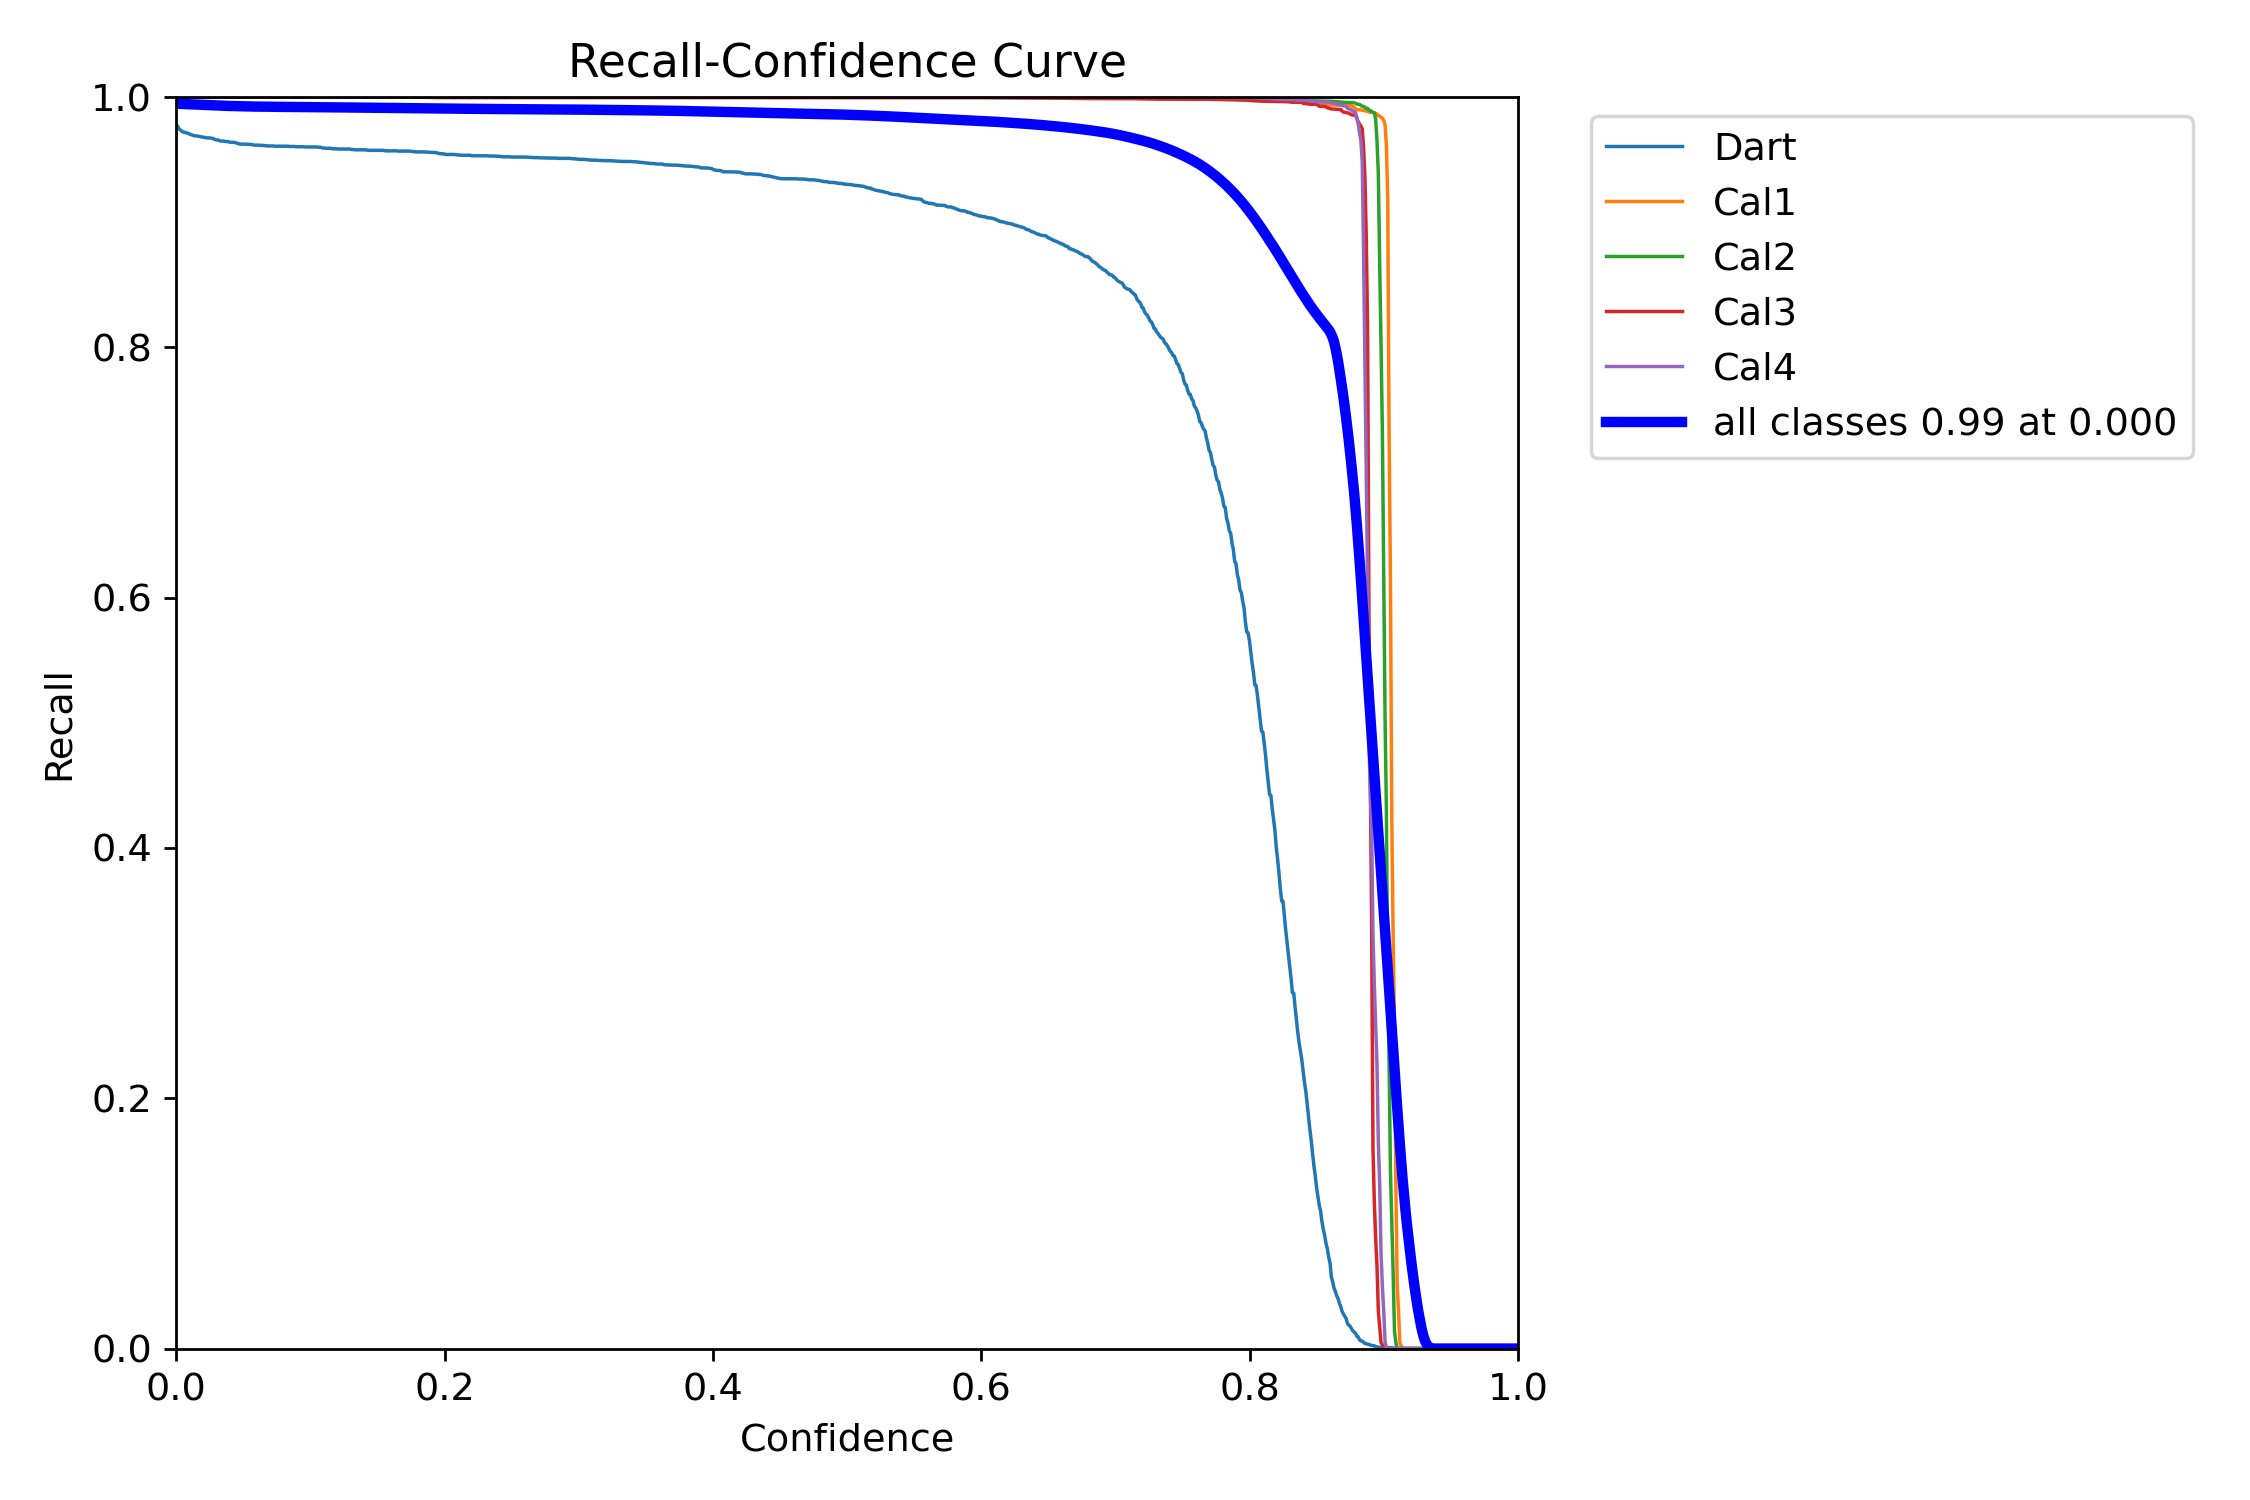 Recall-Confidence Curve
1.0
0.8
0.6
0.4
0.2
0.0
Recall
0.0 0.2 0.4 0.6 0.8 1.0
Confidence
Dart
Cal1
Cal2
Cal3
Cal4
all classes 0.99 at 0.000